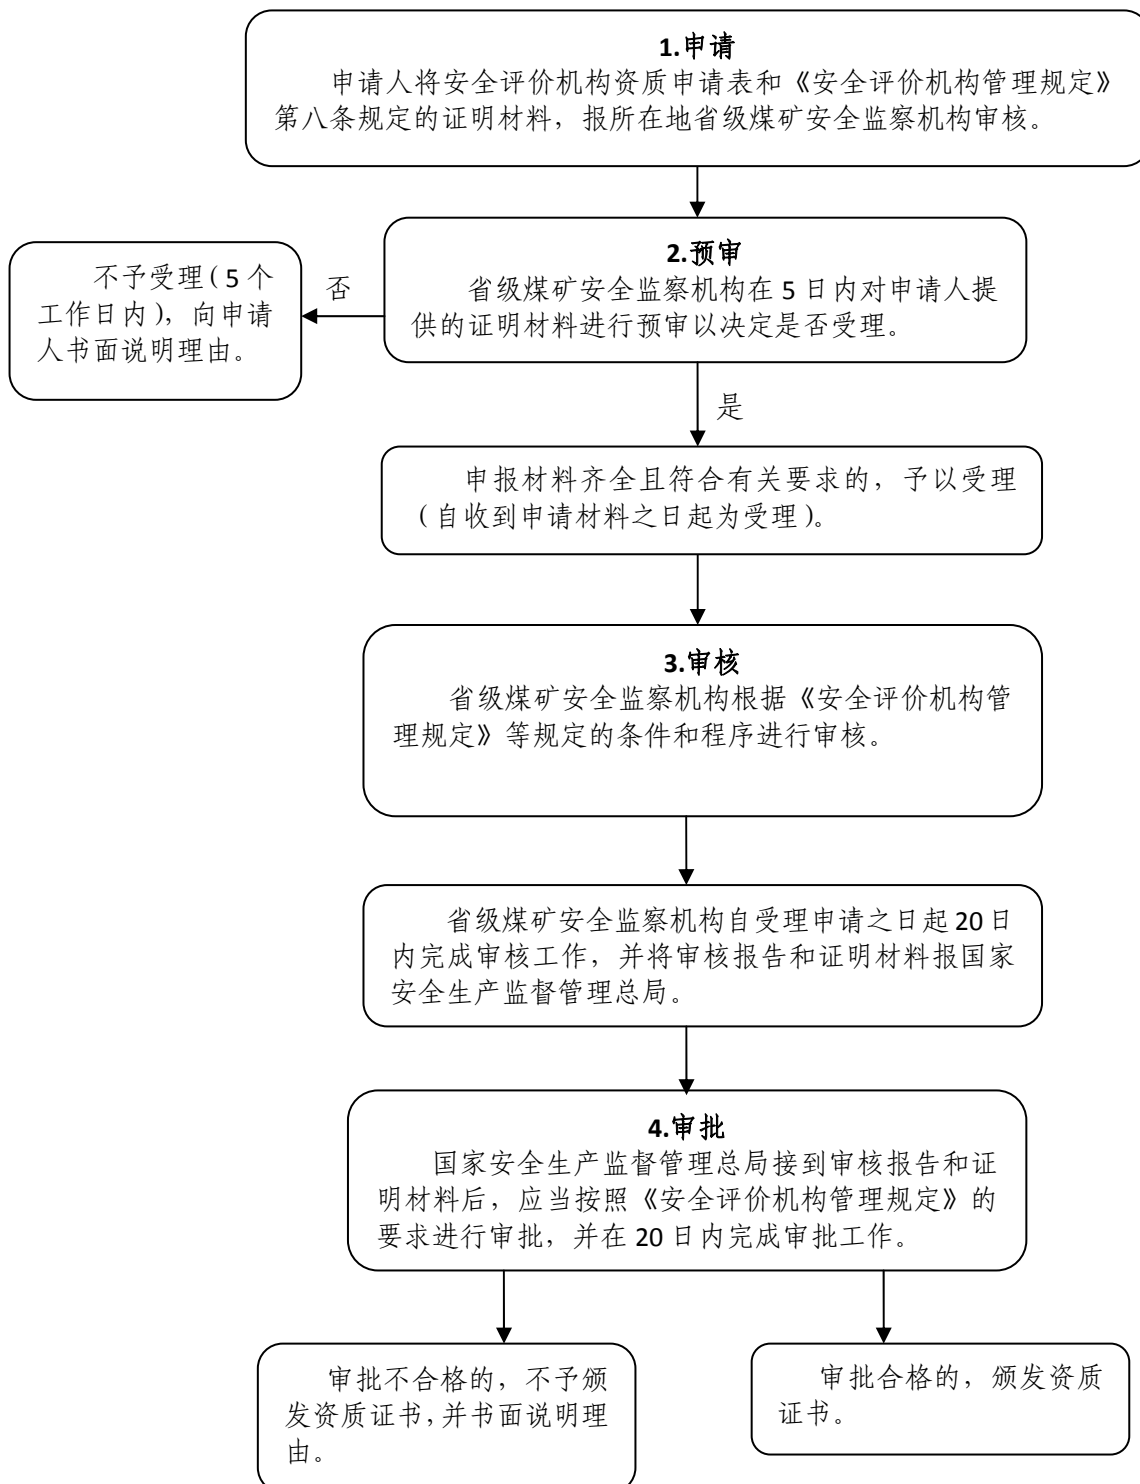 1.申请
申请人将安全评价机构资质申请表和《安全评价机构管理规定》
第八条规定的证明材料，报所在地省级煤矿安全监察机构审核。
2.预审
省级煤矿安全监察机构在 5 日内对申请人提
供的证明材料进行预审以决定是否受理。
否
不予受理（5 个
工作日内），向申请
人书面说明理由。
是
申报材料齐全且符合有关要求的，予以受理
（自收到申请材料之日起为受理）。
3.审核
省级煤矿安全监察机构根据《安全评价机构管
理规定》等规定的条件和程序进行审核。
省级煤矿安全监察机构自受理申请之日起 20 日
内完成审核工作，并将审核报告和证明材料报国家
安全生产监督管理总局。
4.审批
国家安全生产监督管理总局接到审核报告和证
明材料后，应当按照《安全评价机构管理规定》的
要求进行审批，并在 20 日内完成审批工作。
审批不合格的，不予颁
发资质证书，并书面说明理
由。
审批合格的，颁发资质
证书。